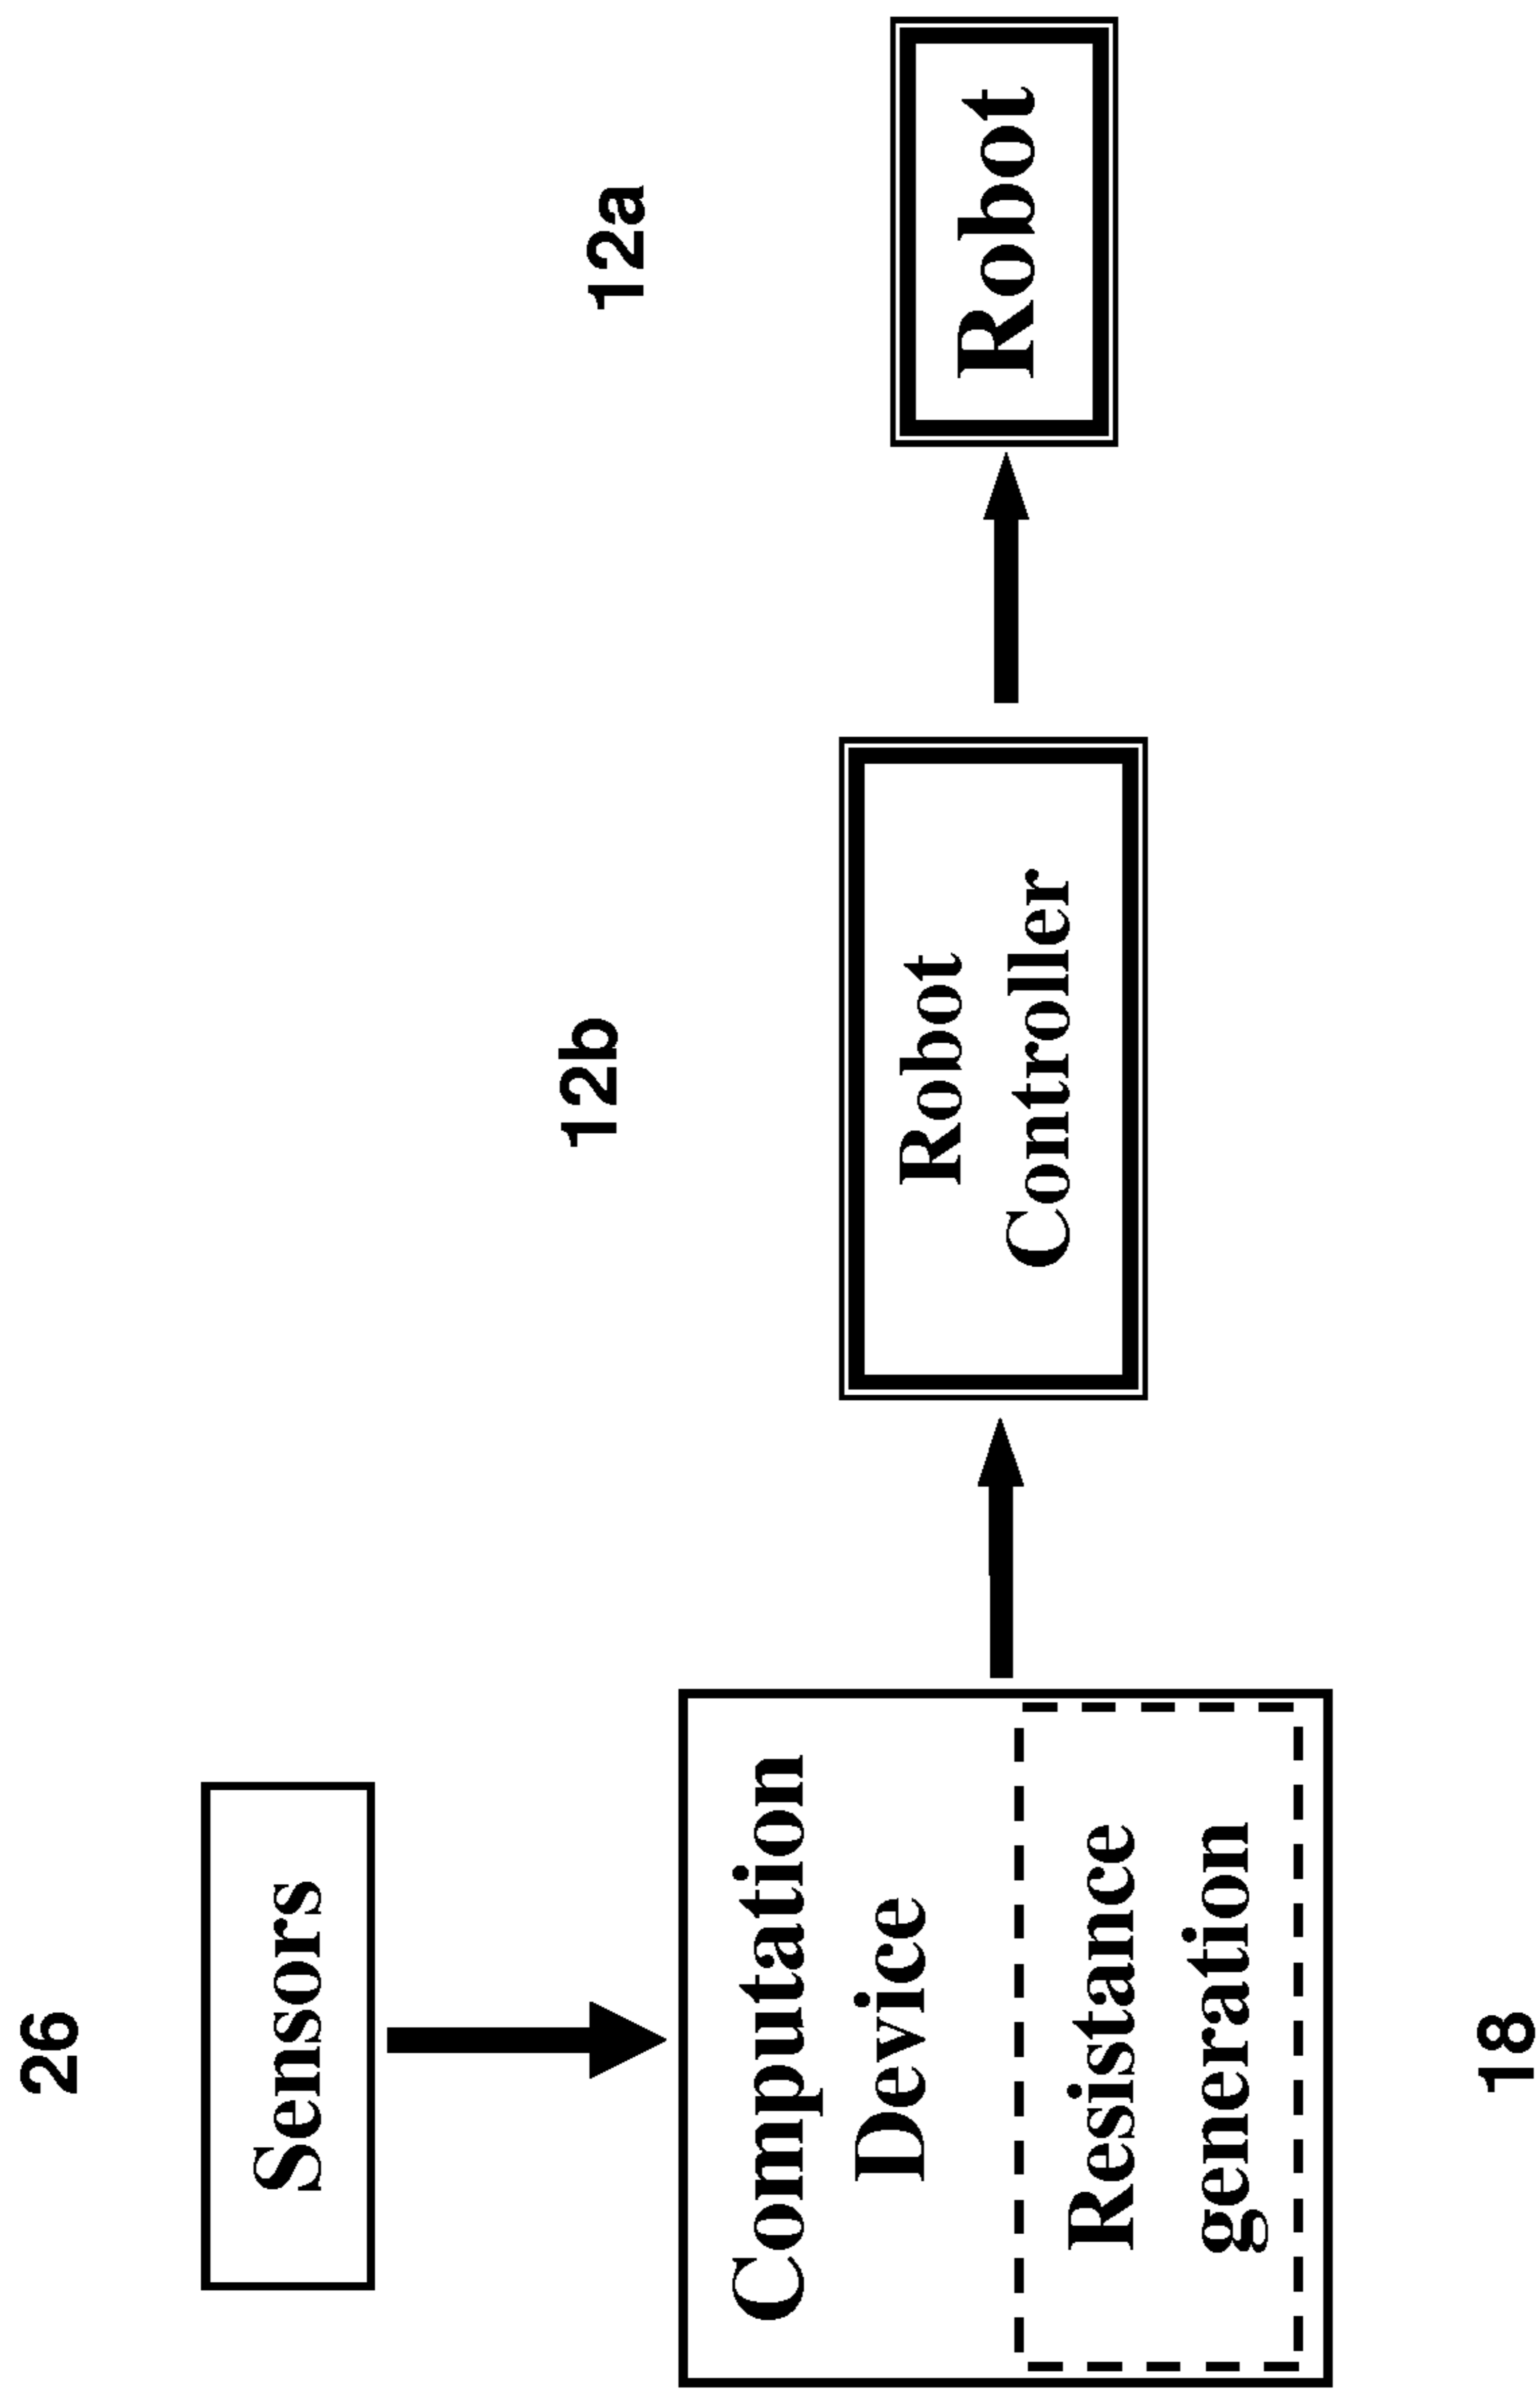 26
Sensors
Computation
Device
Resistance
generation
18
12b
Robot
Controller
12a
Robot